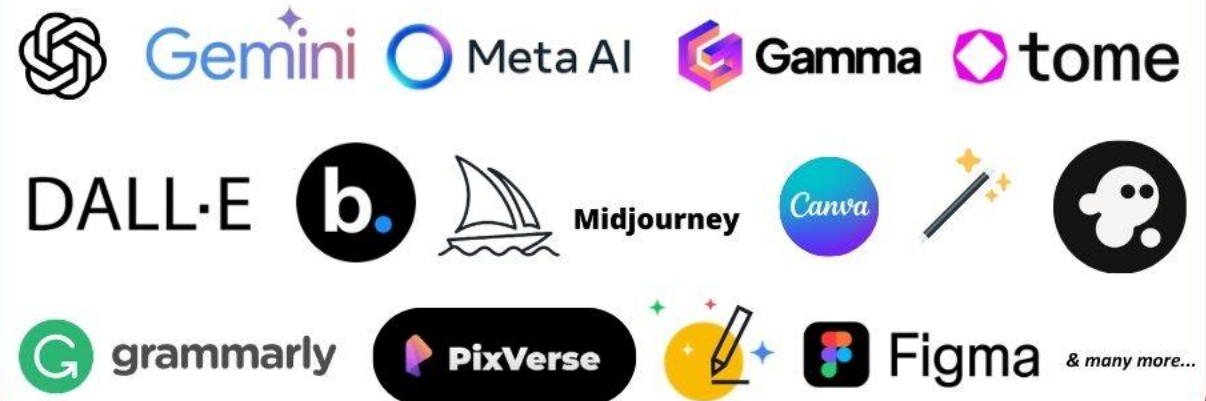 Gemini Meta AI Gamma tome
DALL·E b. Midjourney Canva
grammarly PixVerse Figma & many more...